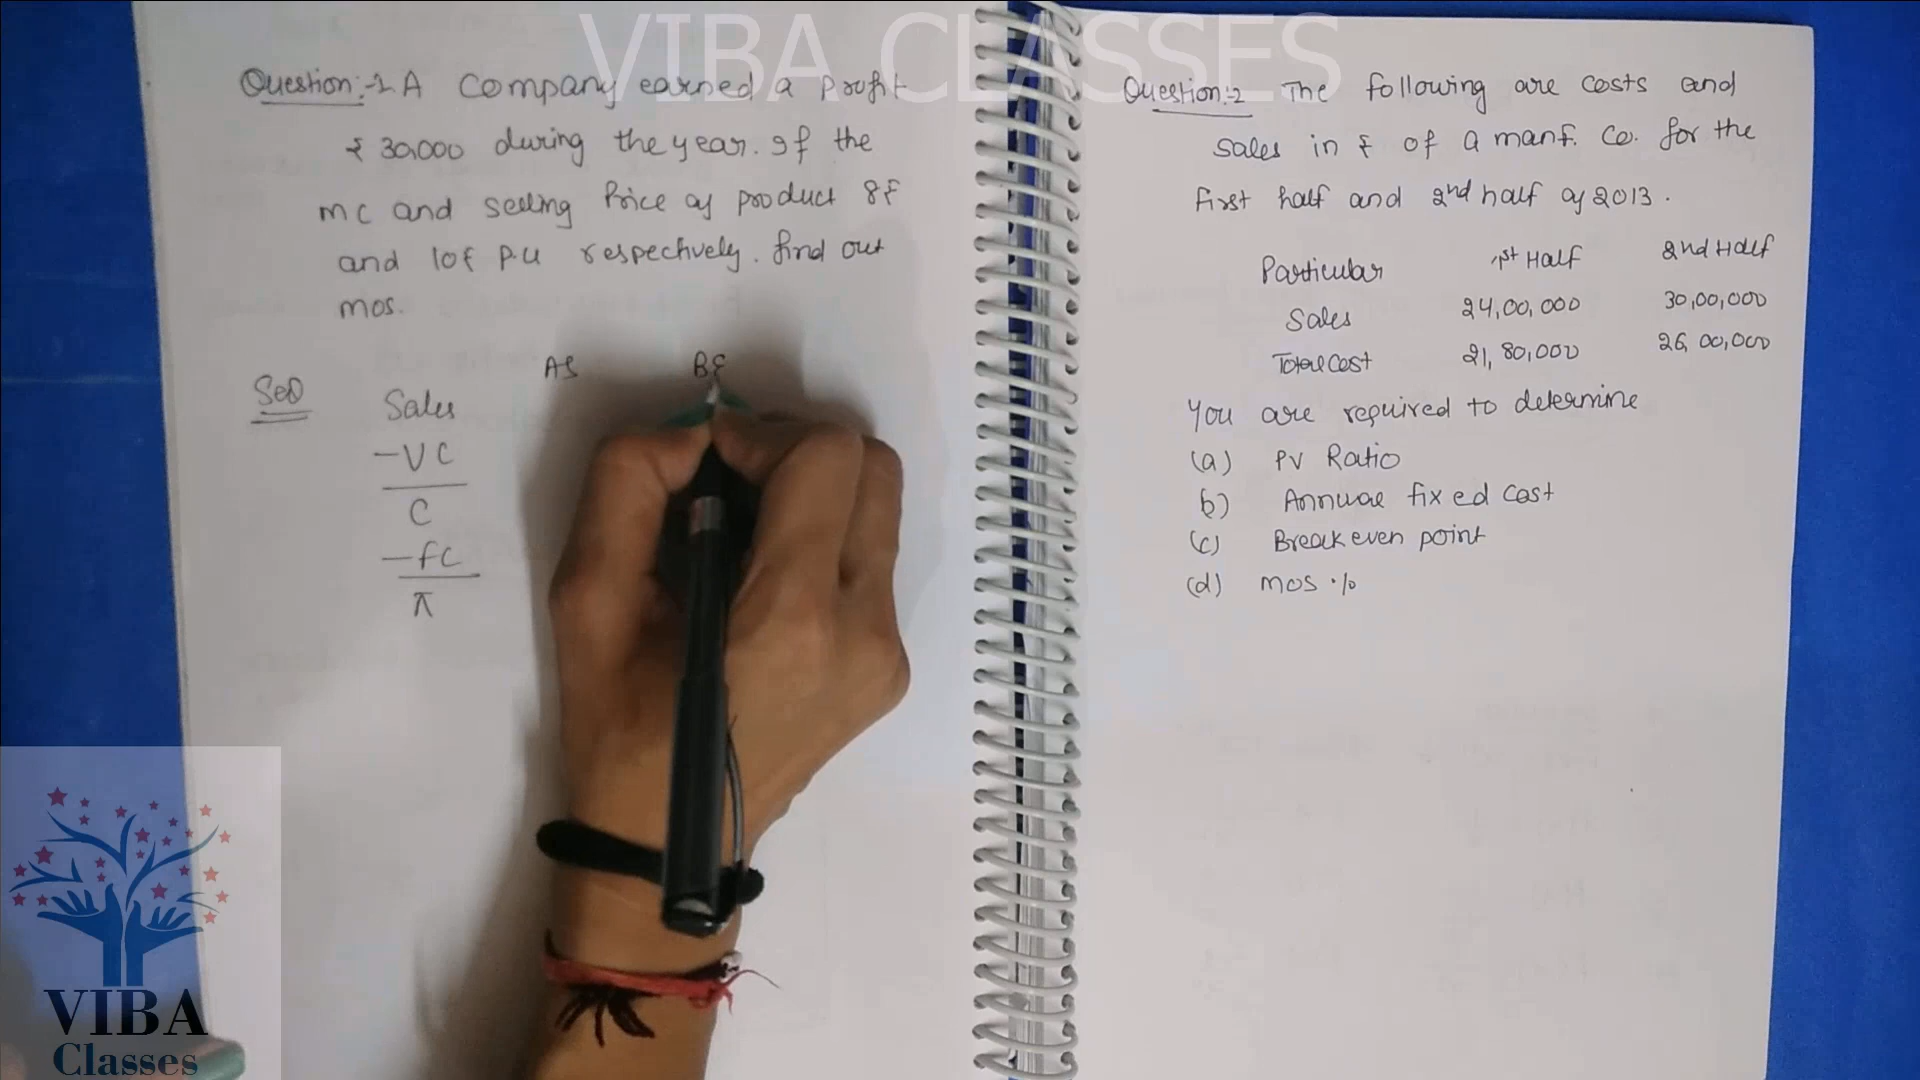 VIBA CLASSES
Question:-1 A Company earned a Profit
₹ 30,000 during the year. If the
MC and selling Price of product 8₹
and 10₹ P.U respectively. find out
MOS.
Sol
AS BE
Sales
-VC
C
-FC
π
Question:-2 The following are Costs and
Sales in ₹ of a manf. Co. for the
first half and 2nd half of 2013.
Particular 1st Half 2nd Half
Sales 24,00,000 30,00,000
Total Cost 21,80,000 26,00,000
You are required to determine
(a) PV Ratio
b) Annual fixed Cost
(c) Break even point
(d) MOS %
VIBA
Classes